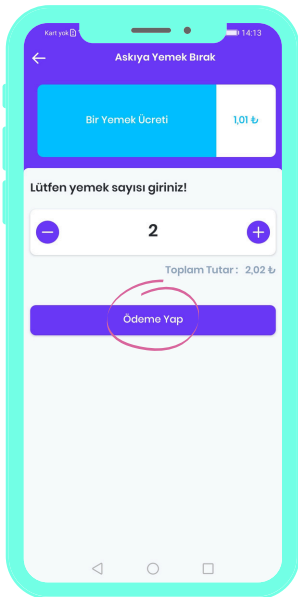 Kart yok 14:13
Askıya Yemek Bırak
Bir Yemek Ücreti 1,01 ₺
Lütfen yemek sayısı giriniz!
2
Toplam Tutar : 2,02 ₺
Ödeme Yap